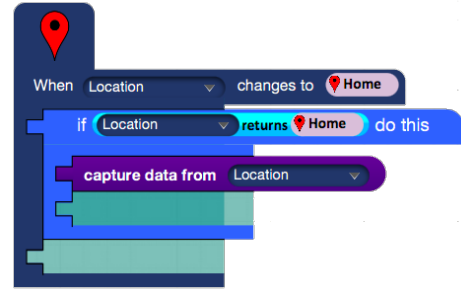 When Location changes to Home
if Location returns Home do this
capture data from Location